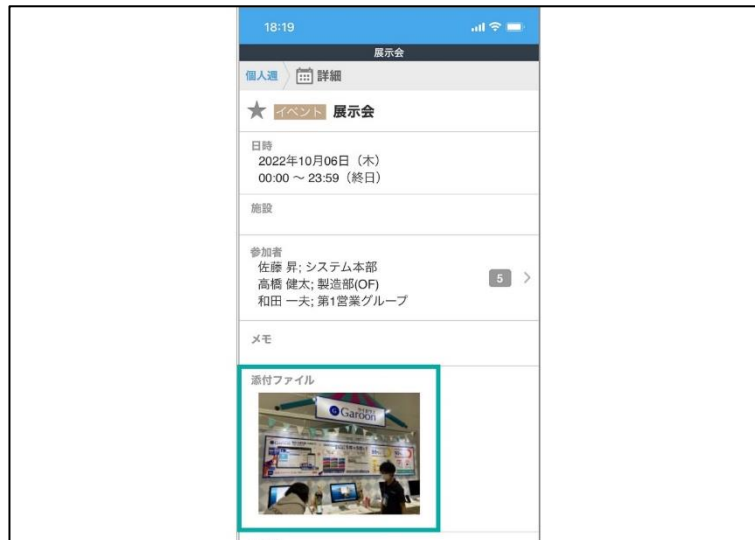 18:19
展示会
個人週
詳細
イベント 展示会
日時
2022年10月06日（木）
00:00 ～ 23:59（終日）
施設
参加者
佐藤 昇; システム本部
高橋 健太; 製造部(OF)
和田 一夫; 第1営業グループ
5
メモ
添付ファイル
Garoon